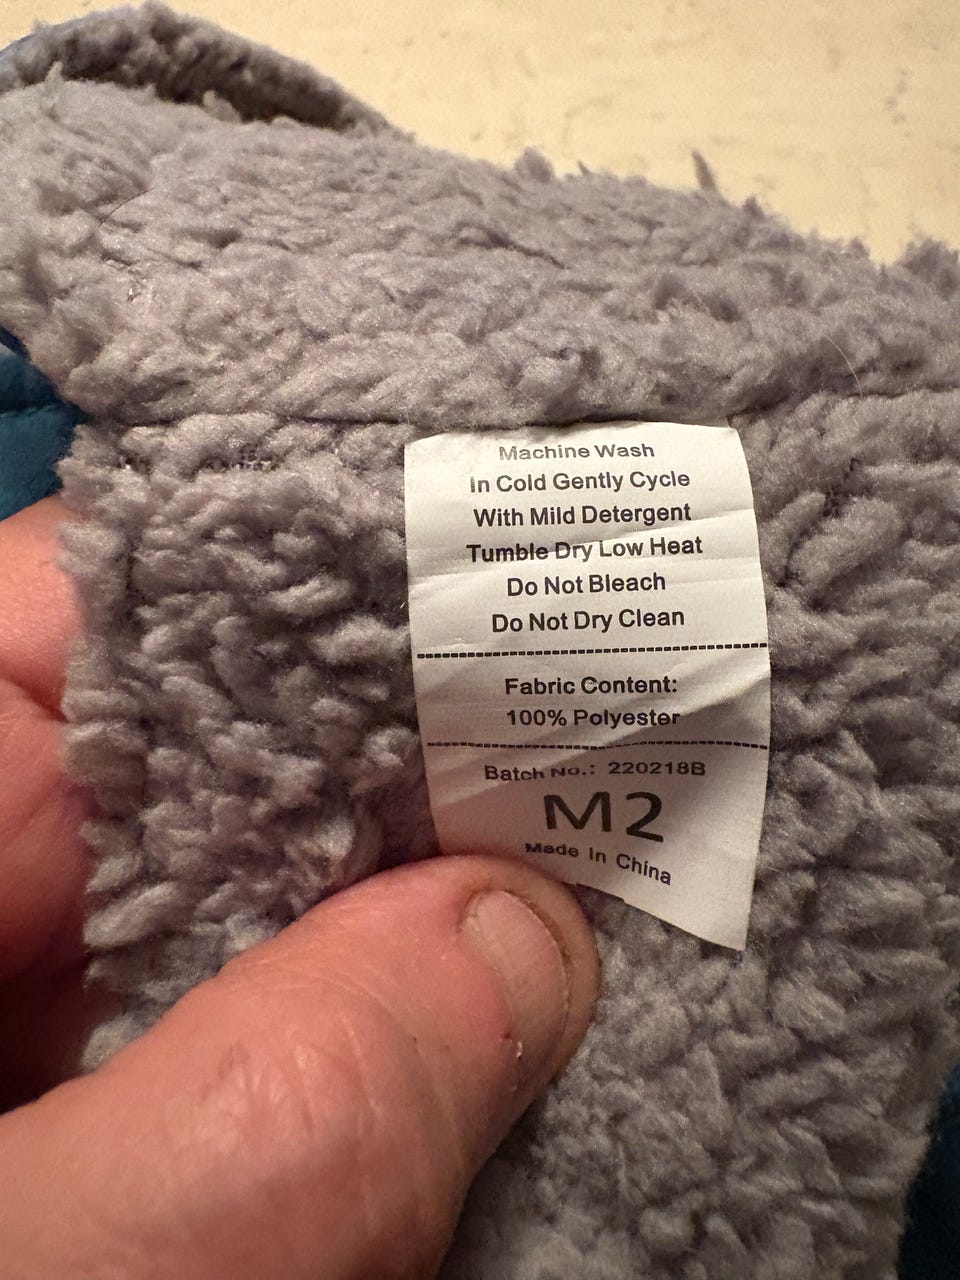 Machine Wash
In Cold Gently Cycle
With Mild Detergent
Tumble Dry Low Heat
Do Not Bleach
Do Not Dry Clean
Fabric Content:
100% Polyester
Batch No.: 220218B
M2
Made In China